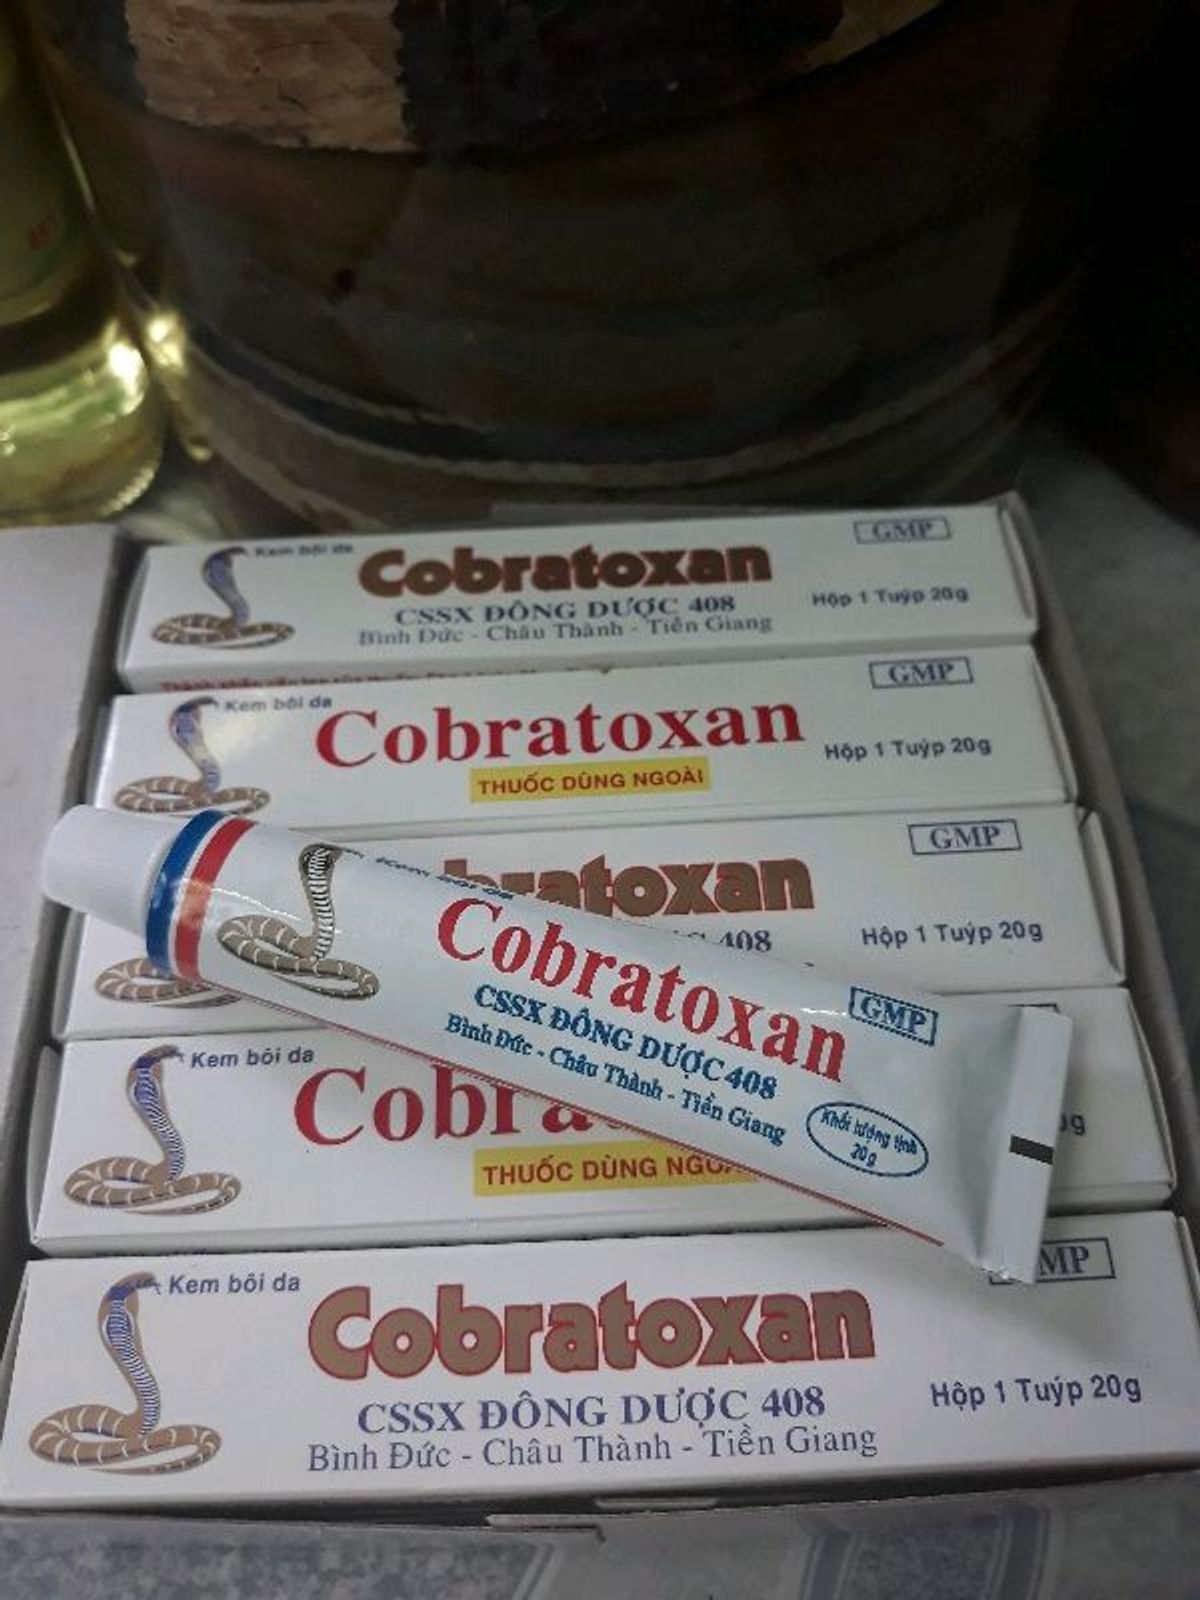 Kem bôi da
Cobratoxan
GMP
CSSX ĐÔNG DƯỢC 408
Bình Đức - Châu Thành - Tiền Giang
Hộp 1 Tuýp 20g
Kem bôi da
Cobratoxan
GMP
THUỐC DÙNG NGOÀI
Hộp 1 Tuýp 20g
GMP
408
Hộp 1 Tuýp 20g
Cobratoxan
GMP
CSSX ĐÔNG DƯỢC 408
Bình Đức - Châu Thành - Tiền Giang
Khối lượng tịnh
20g
Kem bôi da
THUỐC DÙNG
Kem bôi da
Cobratoxan
CSSX ĐÔNG DƯỢC 408
Bình Đức - Châu Thành - Tiền Giang
Hộp 1 Tuýp 20g